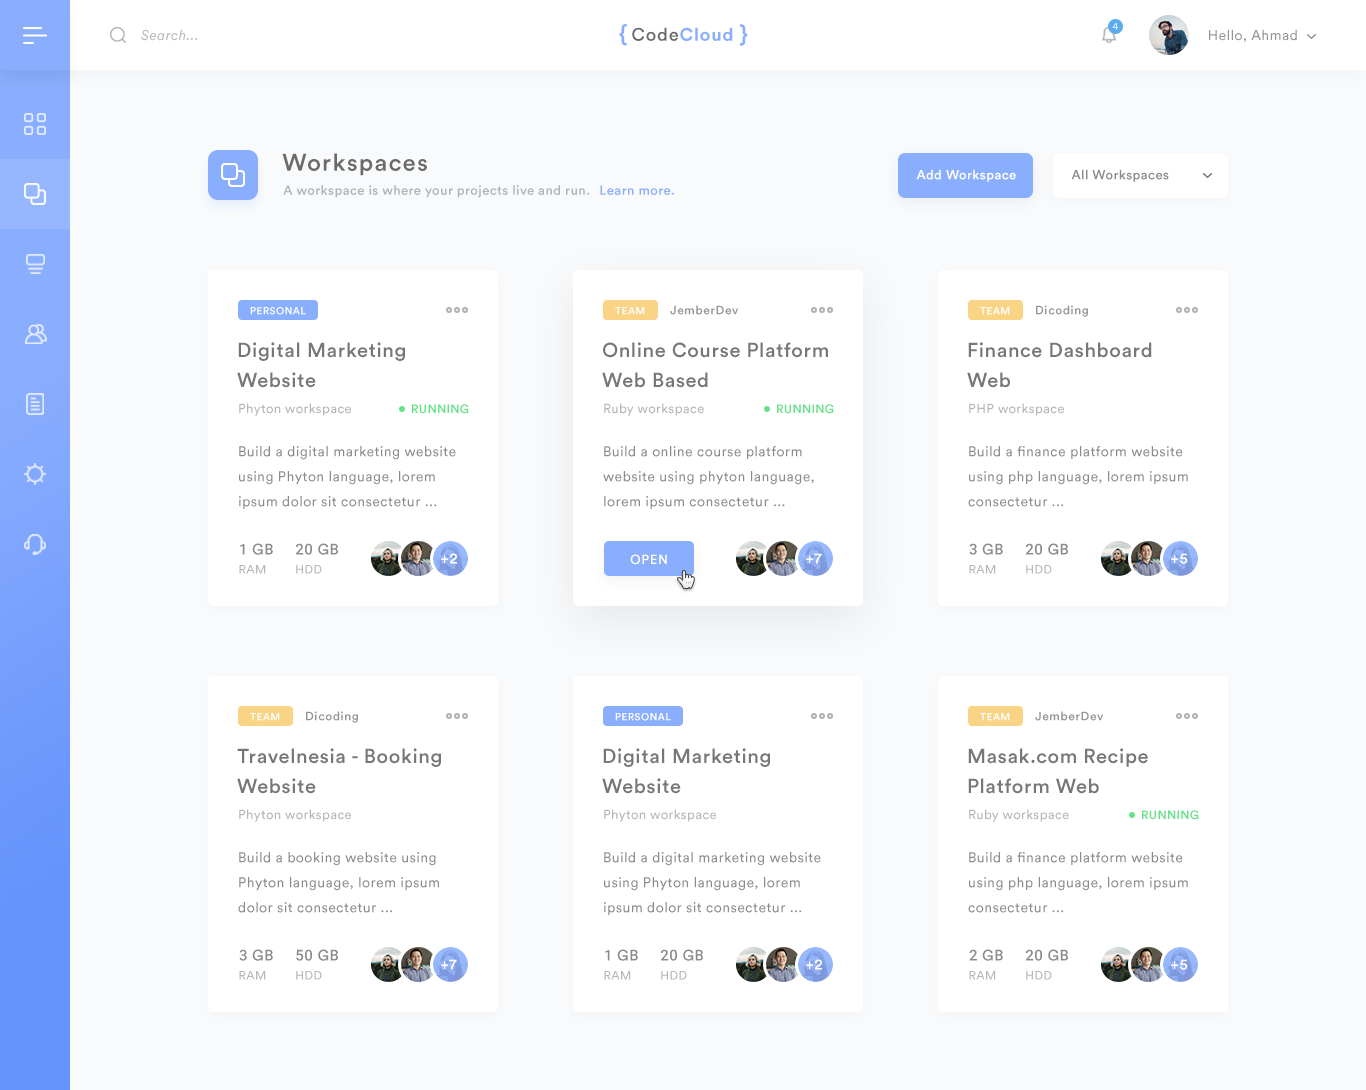 Search...
{ CodeCloud }
4
Hello, Ahmad
Workspaces
A workspace is where your projects live and run. Learn more.
Add Workspace
All Workspaces
PERSONAL
Digital Marketing
Website
Phyton workspace
RUNNING
Build a digital marketing website
using Phyton language, lorem
ipsum dolor sit consectetur ...
1 GB
RAM
20 GB
HDD
+2
TEAM
JemberDev
Online Course Platform
Web Based
Ruby workspace
RUNNING
Build a online course platform
website using phyton language,
lorem ipsum consectetur ...
OPEN
+7
TEAM
Dicoding
Finance Dashboard
Web
PHP workspace
Build a finance platform website
using php language, lorem ipsum
consectetur ...
3 GB
RAM
20 GB
HDD
+5
TEAM
Dicoding
Travelnesia - Booking
Website
Phyton workspace
Build a booking website using
Phyton language, lorem ipsum
dolor sit consectetur ...
3 GB
RAM
50 GB
HDD
+7
PERSONAL
Digital Marketing
Website
Phyton workspace
Build a digital marketing website
using Phyton language, lorem
ipsum dolor sit consectetur ...
1 GB
RAM
20 GB
HDD
+2
TEAM
JemberDev
Masak.com Recipe
Platform Web
Ruby workspace
RUNNING
Build a finance platform website
using php language, lorem ipsum
consectetur ...
2 GB
RAM
20 GB
HDD
+5